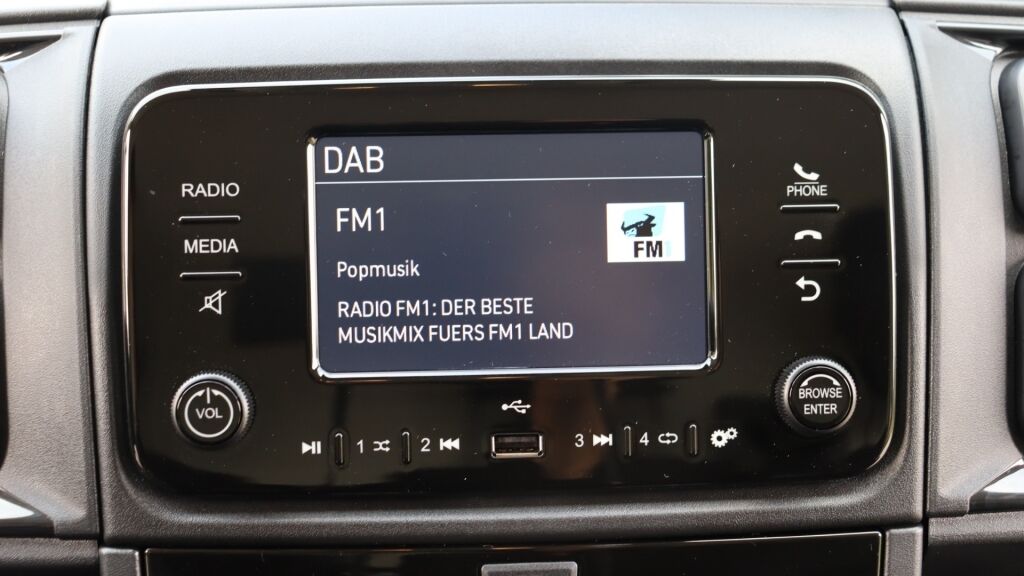 DAB
FM1
FM1
Popmusik
RADIO FM1: DER BESTE
MUSIKMIX FUERS FM1 LAND
RADIO
MEDIA
VOL
PHONE
BROWSE
ENTER
1 2 3 4